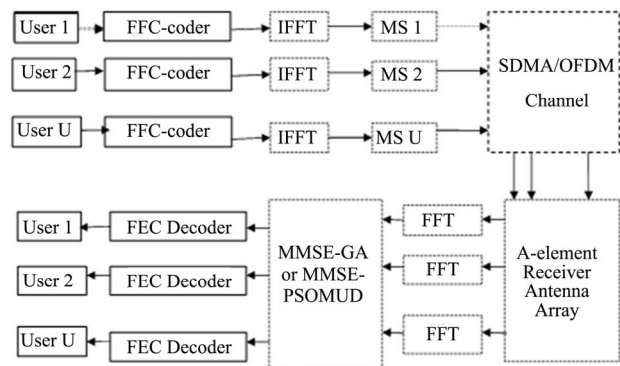 User 1 FFC-coder IFFT MS 1
User 2 FFC-coder IFFT MS 2
User U FFC-coder IFFT MS U
SDMA/OFDM
Channel
User 1 FEC Decoder
User 2 FEC Decoder
User U FEC Decoder
MMSE-GA
or MMSE-
PSOMUD
FFT
FFT
FFT
A-element
Receiver
Antenna
Array